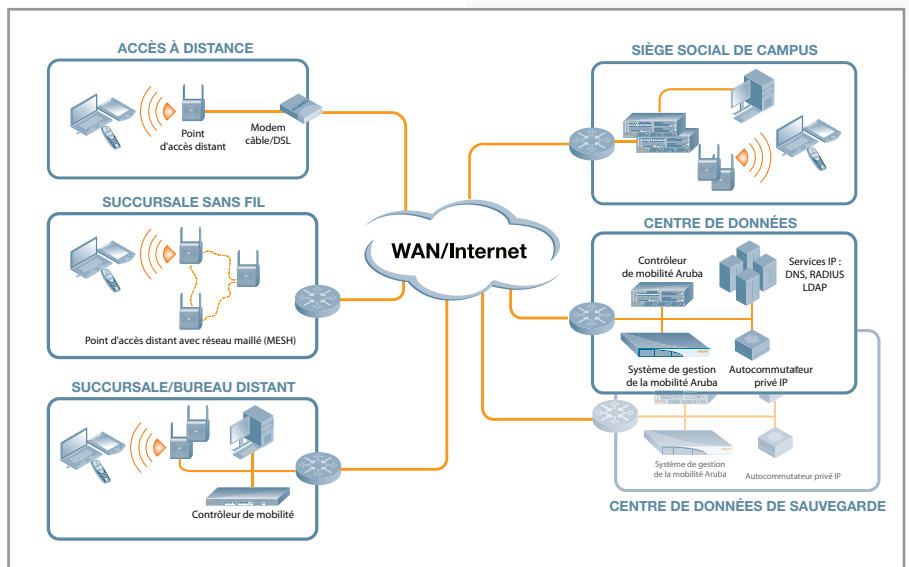 ACCÈS À DISTANCE
Point
d'accès distant
Modem
câble/DSL
SUCCURSALE SANS FIL
Point d'accès distant avec réseau maillé (MESH)
SUCCURSALE/BUREAU DISTANT
Contrôleur de mobilité
WAN/Internet
SIÈGE SOCIAL DE CAMPUS
CENTRE DE DONNÉES
Contrôleur
de mobilité Aruba
Services IP :
DNS, RADIUS
LDAP
Système de gestion
de la mobilité Aruba
Autocommutateur
privé IP
Système de gestion
de la mobilité Aruba
Autocommutateur privé IP
CENTRE DE DONNÉES DE SAUVEGARDE